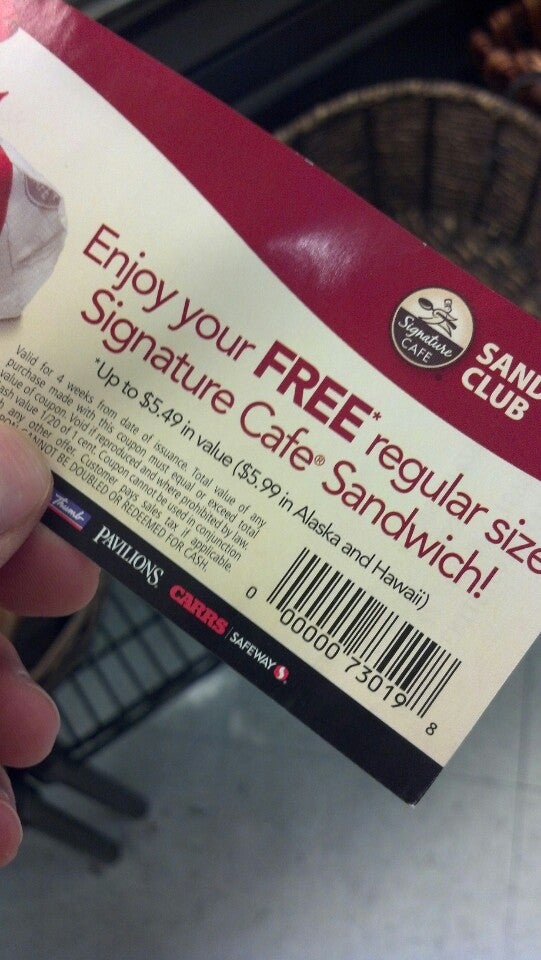 Signature
CAFE
SAND
CLUB
Enjoy your FREE* regular size
Signature Cafe® Sandwich!
*Up to $5.49 in value ($5.99 in Alaska and Hawaii)
Valid for 4 weeks from date of issuance. Total value of any
purchase made with this coupon must equal or exceed total
value of coupon. Void if reproduced and where prohibited by law.
ash value 1/20 of 1 cent. Coupon cannot be used in conjunction
h any other offer. Customer pays sales tax if applicable.
PON CANNOT BE DOUBLED OR REDEEMED FOR CASH.
0 00000 73019 8
Thumb PAVILIONS. CARRS SAFEWAY